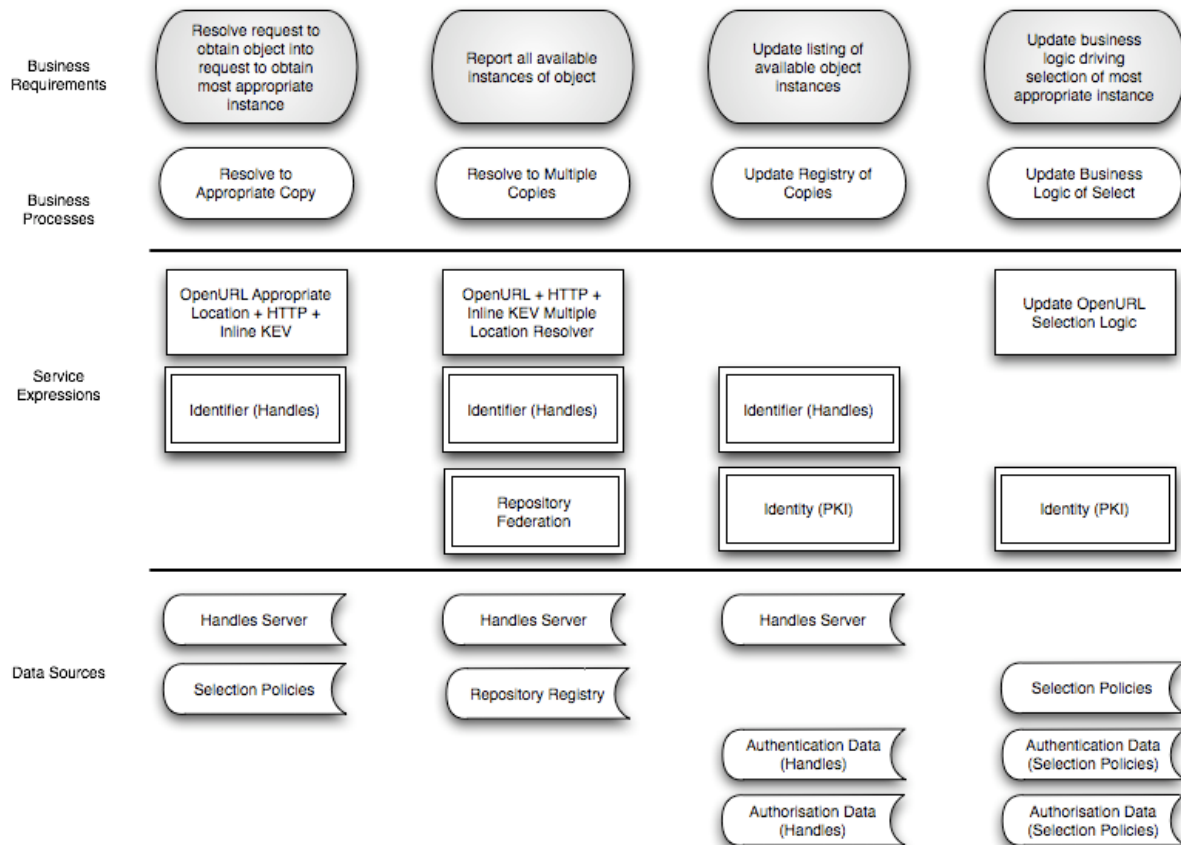 Business
Requirements
Resolve request to
obtain object into
request to obtain
most appropriate
instance
Report all available
instances of object
Update listing of
available object
instances
Update business
logic driving
selection of most
appropriate instance
Business
Processes
Resolve to
Appropriate Copy
Resolve to Multiple
Copies
Update Registry of
Copies
Update Business
Logic of Select
Service
Expressions
OpenURL Appropriate
Location + HTTP +
Inline KEV
OpenURL + HTTP +
Inline KEV Multiple
Location Resolver
Update OpenURL
Selection Logic
Identifier (Handles)
Identifier (Handles)
Identifier (Handles)
Repository
Federation
Identity (PKI)
Identity (PKI)
Data Sources
Handles Server
Handles Server
Handles Server
Selection Policies
Repository Registry
Selection Policies
Authentication Data
(Handles)
Authentication Data
(Selection Policies)
Authorisation Data
(Handles)
Authorisation Data
(Selection Policies)